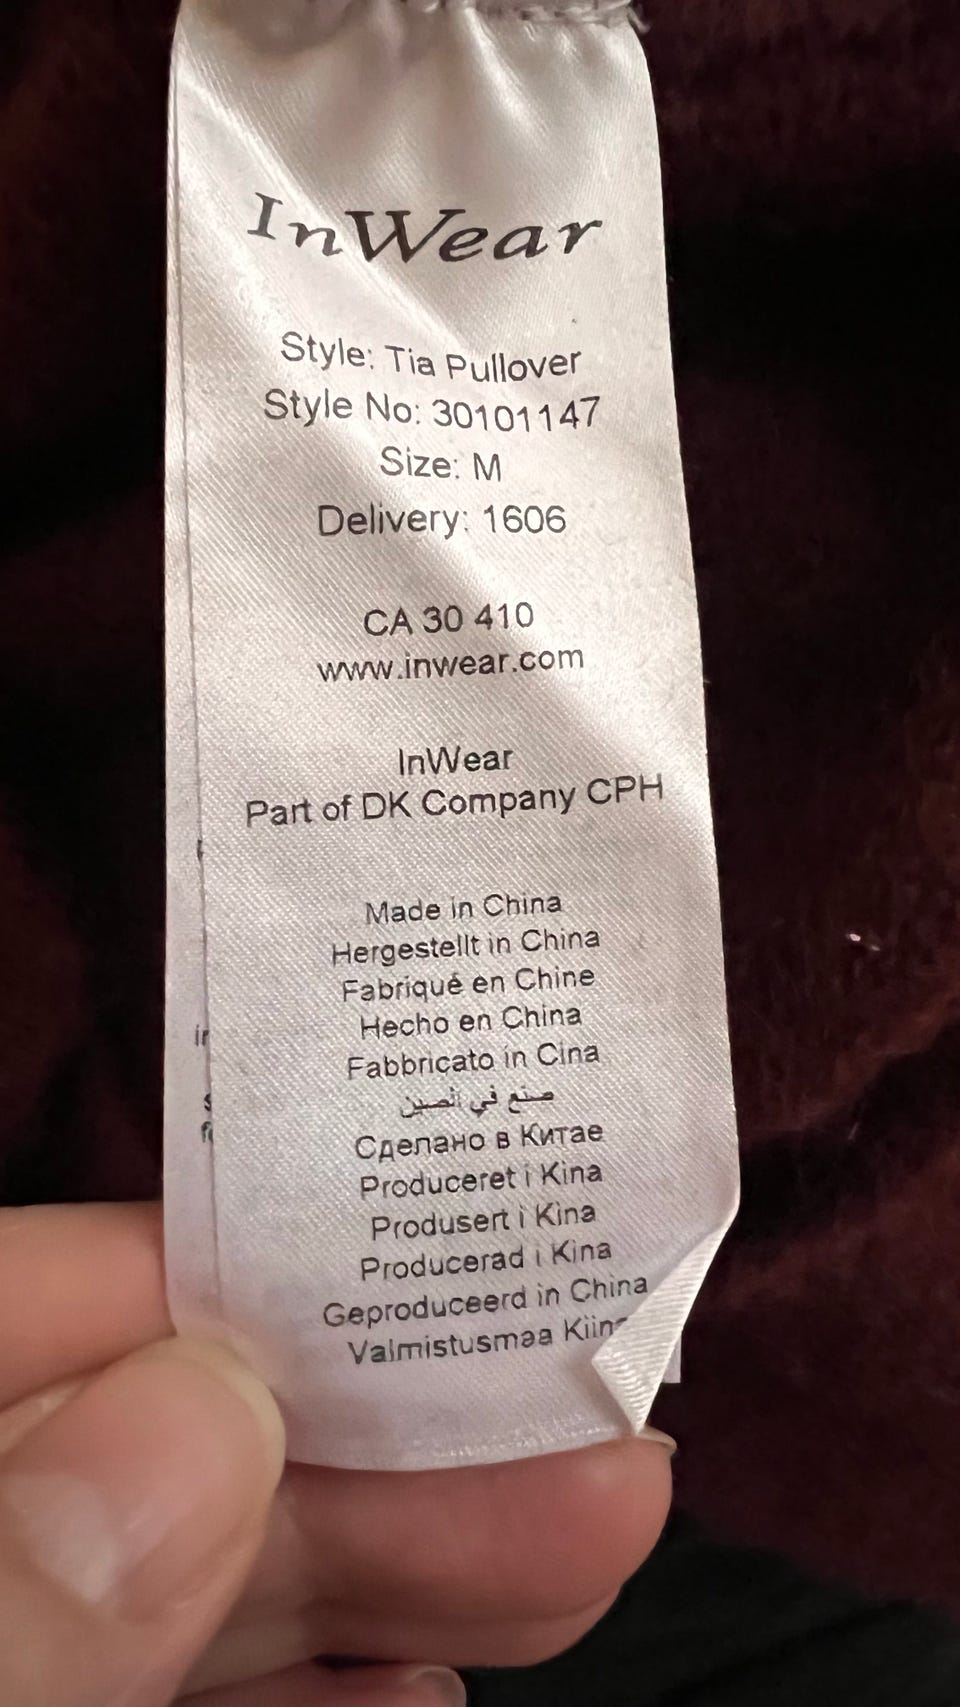 InWear
Style: Tia Pullover
Style No: 30101147
Size: M
Delivery: 1606
CA 30 410
www.inwear.com
InWear
Part of DK Company CPH
Made in China
Hergestellt in China
Fabriqué en Chine
Hecho en China
Fabbricato in Cina
صنع في الصين
Сделано в Китае
Produceret i Kina
Produsert i Kina
Producerad i Kina
Geproduceerd in China
Valmistusmaa